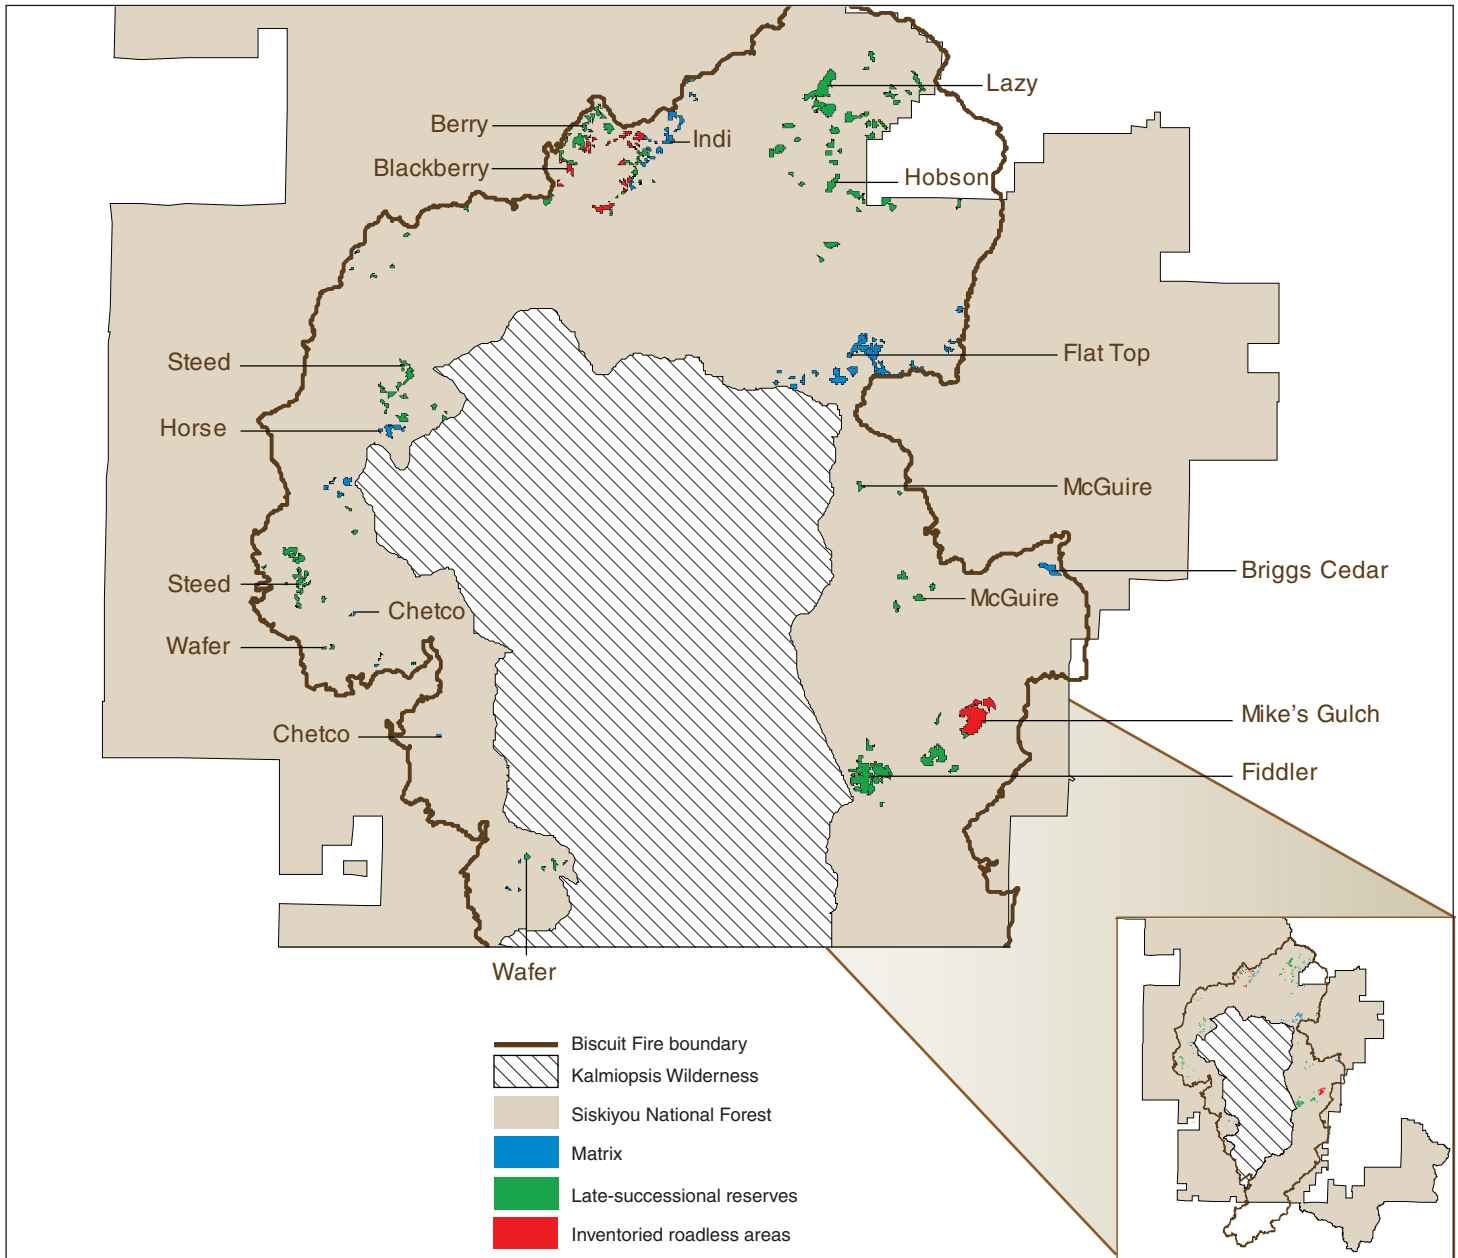 Lazy
Berry
Indi
Blackberry
Hobson
Steed
Flat Top
Horse
McGuire
Briggs Cedar
Steed
McGuire
Chetco
Wafer
Mike's Gulch
Chetco
Fiddler
Wafer
Biscuit Fire boundary
Kalmiopsis Wilderness
Siskiyou National Forest
Matrix
Late-successional reserves
Inventoried roadless areas